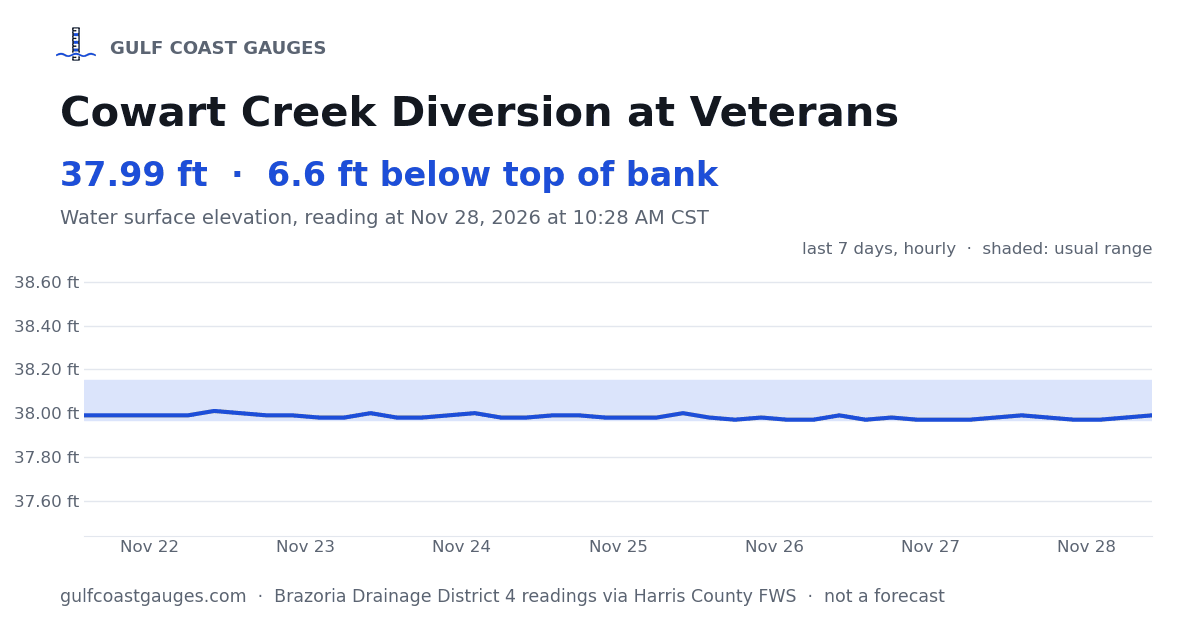 GULF COAST GAUGES
Cowart Creek Diversion at Veterans
37.99 ft · 6.6 ft below top of bank
Water surface elevation, reading at Nov 28, 2026 at 10:28 AM CST
last 7 days, hourly · shaded: usual range
38.60 ft
38.40 ft
38.20 ft
38.00 ft
37.80 ft
37.60 ft
Nov 22 Nov 23 Nov 24 Nov 25 Nov 26 Nov 27 Nov 28
gulfcoastgauges.com · Brazoria Drainage District 4 readings via Harris County FWS · not a forecast